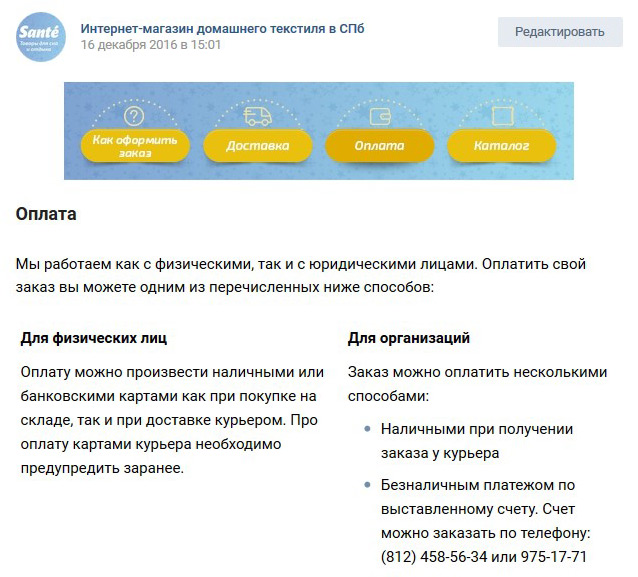 Santé
Товары для сна
и отдыха
Интернет-магазин домашнего текстиля в СПб
16 декабря 2016 в 15:01
Редактировать
Как оформить
заказ
Доставка
Оплата
Каталог
Оплата
Мы работаем как с физическими, так и с юридическими лицами. Оплатить свой
заказ вы можете одним из перечисленных ниже способов:
Для физических лиц
Оплату можно произвести наличными или
банковскими картами как при покупке на
складе, так и при доставке курьером. Про
оплату картами курьера необходимо
предупредить заранее.
Для организаций
Заказ можно оплатить несколькими
способами:
Наличными при получении
заказа у курьера
Безналичным платежом по
выставленному счету. Счет
можно заказать по телефону:
(812) 458-56-34 или 975-17-71